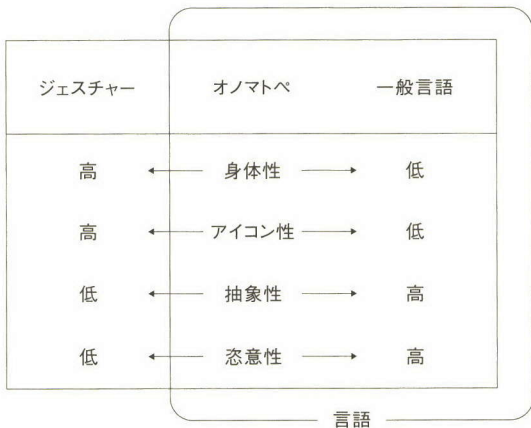 ジェスチャー オノマトペ 一般言語
高 ← 身体性 → 低
高 ← アイコン性 → 低
低 ← 抽象性 → 高
低 ← 恣意性 → 高
言語